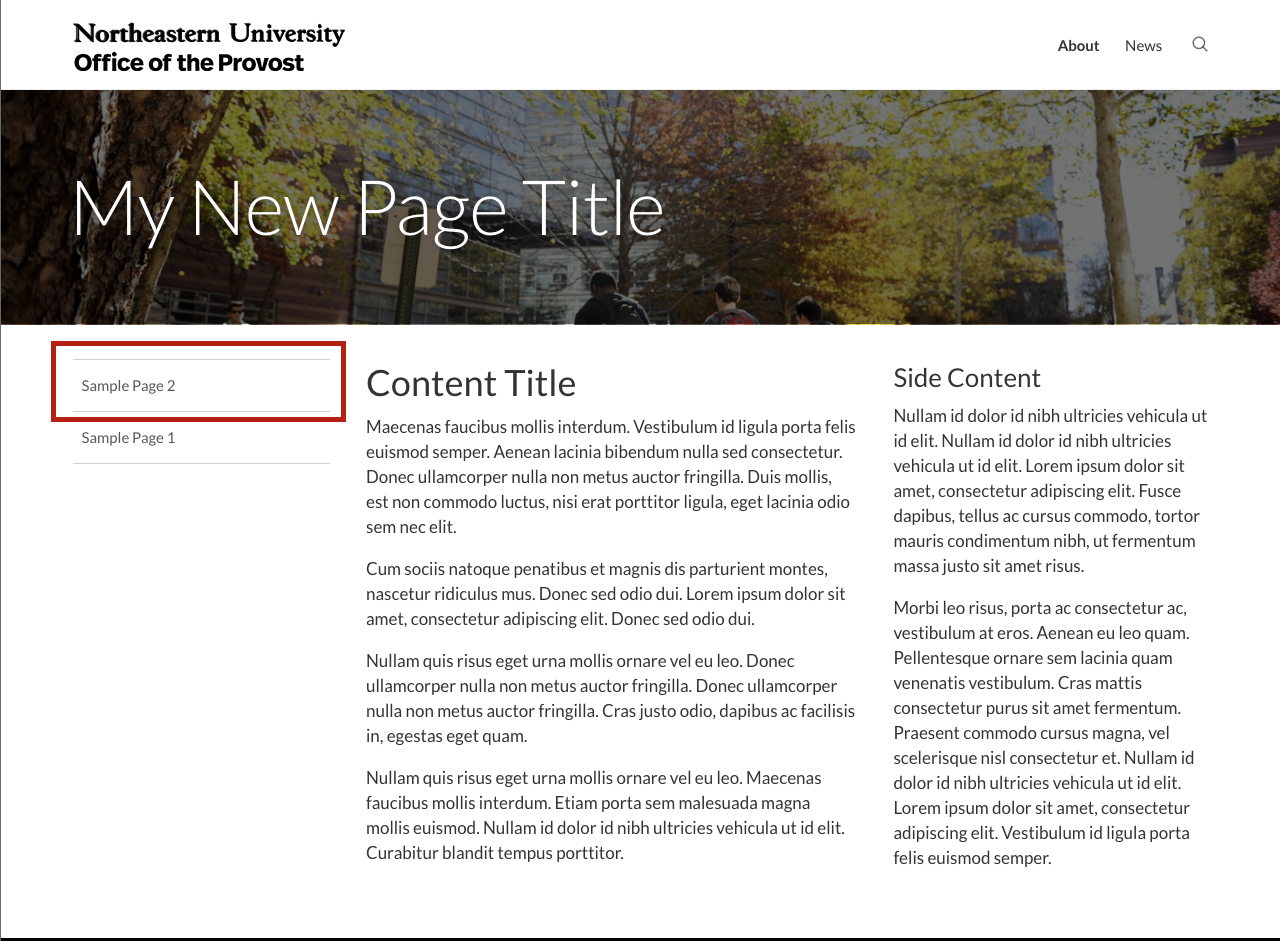 Northeastern University
Office of the Provost
About
News
My New Page Title
Sample Page 2
Sample Page 1
Content Title
Maecenas faucibus mollis interdum. Vestibulum id ligula porta felis
euismod semper. Aenean lacinia bibendum nulla sed consectetur.
Donec ullamcorper nulla non metus auctor fringilla. Duis mollis,
est non commodo luctus, nisi erat porttitor ligula, eget lacinia odio
sem nec elit.
Cum sociis natoque penatibus et magnis dis parturient montes,
nascetur ridiculus mus. Donec sed odio dui. Lorem ipsum dolor sit
amet, consectetur adipiscing elit. Donec sed odio dui.
Nullam quis risus eget urna mollis ornare vel eu leo. Donec
ullamcorper nulla non metus auctor fringilla. Donec ullamcorper
nulla non metus auctor fringilla. Cras justo odio, dapibus ac facilisis
in, egestas eget quam.
Nullam quis risus eget urna mollis ornare vel eu leo. Maecenas
faucibus mollis interdum. Etiam porta sem malesuada magna
mollis euismod. Nullam id dolor id nibh ultricies vehicula ut id elit.
Curabitur blandit tempus porttitor.
Side Content
Nullam id dolor id nibh ultricies vehicula ut
id elit. Nullam id dolor id nibh ultricies
vehicula ut id elit. Lorem ipsum dolor sit
amet, consectetur adipiscing elit. Fusce
dapibus, tellus ac cursus commodo, tortor
mauris condimentum nibh, ut fermentum
massa justo sit amet risus.
Morbi leo risus, porta ac consectetur ac,
vestibulum at eros. Aenean eu leo quam.
Pellentesque ornare sem lacinia quam
venenatis vestibulum. Cras mattis
consectetur purus sit amet fermentum.
Praesent commodo cursus magna, vel
scelerisque nisl consectetur et. Nullam id
dolor id nibh ultricies vehicula ut id elit.
Lorem ipsum dolor sit amet, consectetur
adipiscing elit. Vestibulum id ligula porta
felis euismod semper.